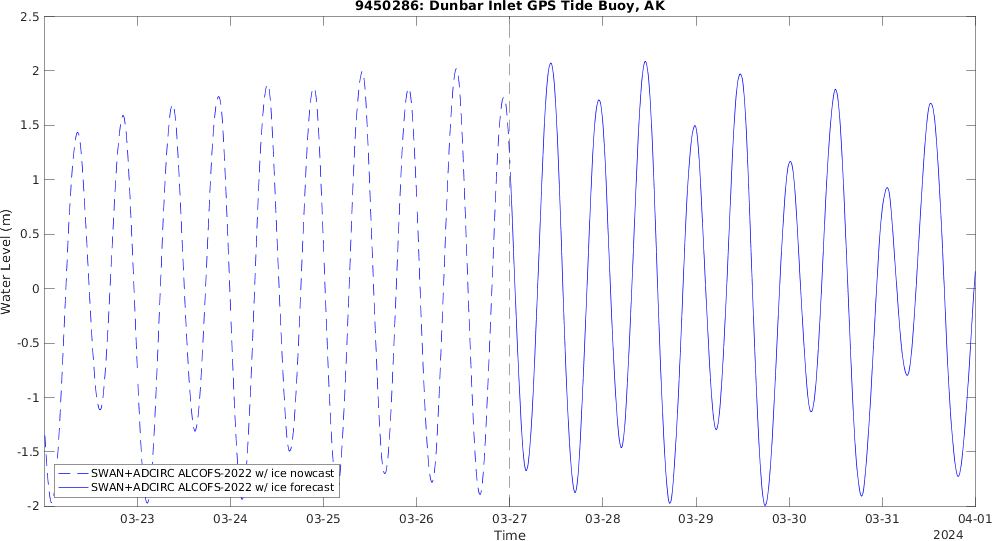 9450286: Dunbar Inlet GPS Tide Buoy, AK
2.5
2
1.5
1
0.5
0
-0.5
-1
-1.5
-2
Water Level (m)
SWAN+ADCIRC ALCOFS-2022 w/ ice nowcast
SWAN+ADCIRC ALCOFS-2022 w/ ice forecast
03-23 03-24 03-25 03-26 03-27 03-28 03-29 03-30 03-31 04-01
Time
2024